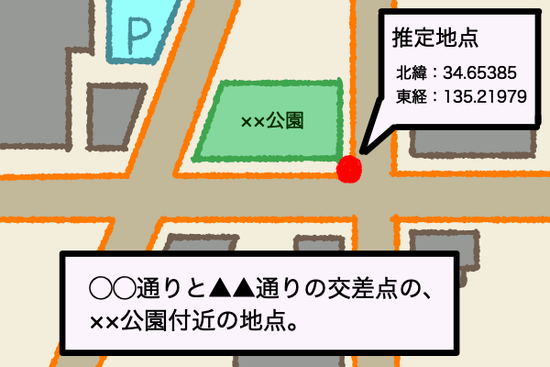 P
××公園
推定地点
北緯：34.65385
東経：135.21979
◯◯通りと▲▲通りの交差点の、
××公園付近の地点。